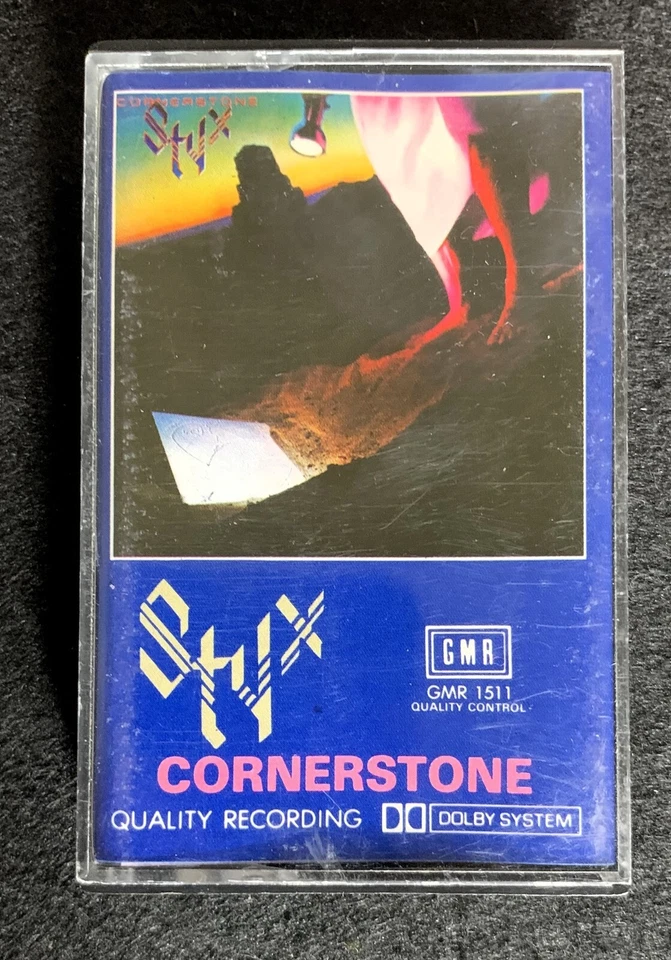 CORNERSTONE
Styx
Styx
GMR
GMR 1511
QUALITY CONTROL
CORNERSTONE
QUALITY RECORDING
DOLBY SYSTEM